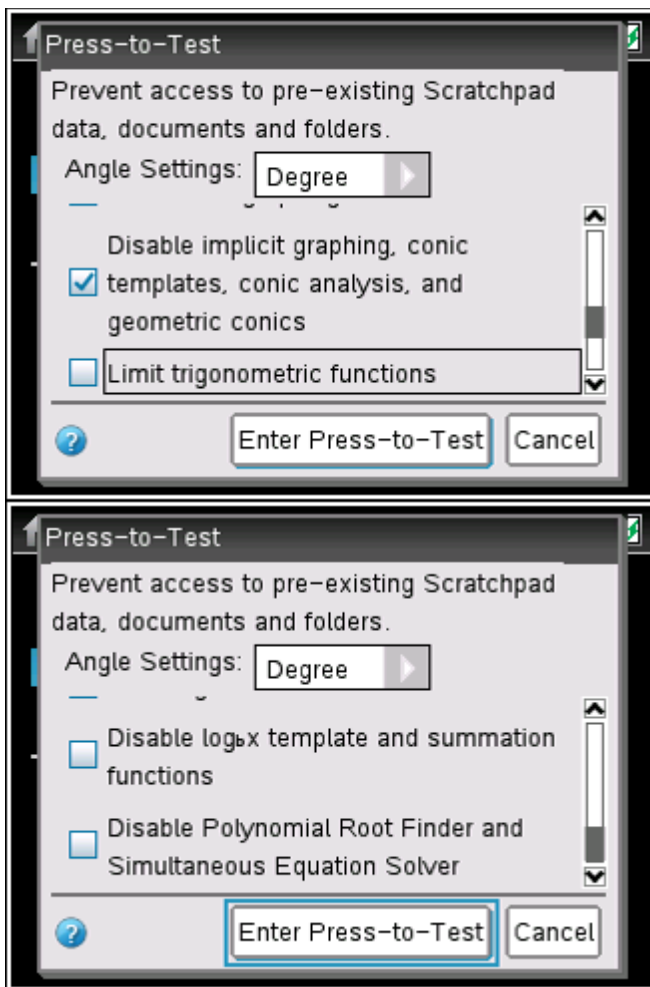 Press-to-Test
Prevent access to pre-existing Scratchpad
data, documents and folders.
Angle Settings: Degree
Disable implicit graphing, conic
templates, conic analysis, and
geometric conics
Limit trigonometric functions
? Enter Press-to-Test Cancel
Press-to-Test
Prevent access to pre-existing Scratchpad
data, documents and folders.
Angle Settings: Degree
Disable logьx template and summation
functions
Disable Polynomial Root Finder and
Simultaneous Equation Solver
? Enter Press-to-Test Cancel